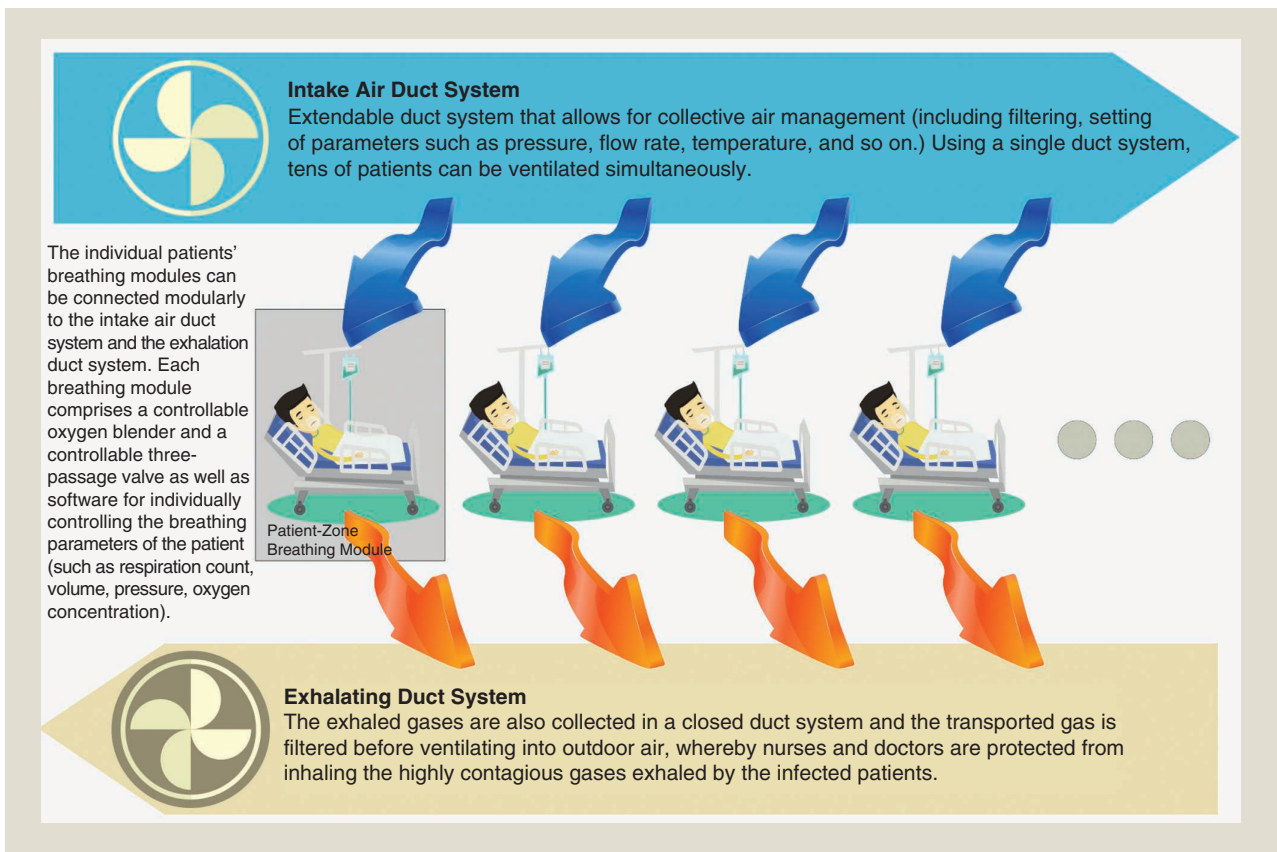 Intake Air Duct System
Extendable duct system that allows for collective air management (including filtering, setting
of parameters such as pressure, flow rate, temperature, and so on.) Using a single duct system,
tens of patients can be ventilated simultaneously.
The individual patients’
breathing modules can
be connected modularly
to the intake air duct
system and the exhalation
duct system. Each
breathing module
comprises a controllable
oxygen blender and a
controllable three-
passage valve as well as
software for individually
controlling the breathing
parameters of the patient
(such as respiration count,
volume, pressure, oxygen
concentration).
Patient-Zone
Breathing Module
Exhalating Duct System
The exhaled gases are also collected in a closed duct system and the transported gas is
filtered before ventilating into outdoor air, whereby nurses and doctors are protected from
inhaling the highly contagious gases exhaled by the infected patients.